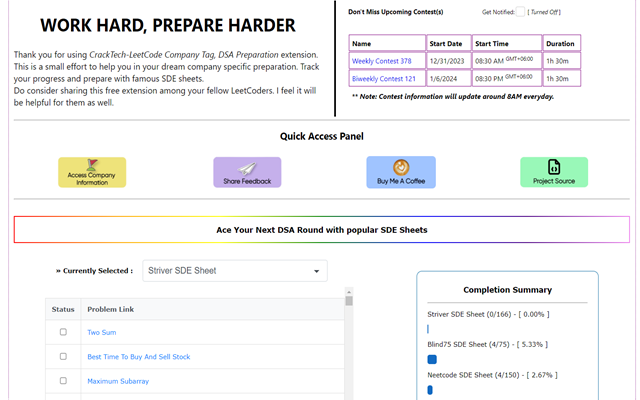 WORK HARD, PREPARE HARDER
Thank you for using CrackTech-LeetCode Company Tag, DSA Preparation extension.
This is a small effort to help you in your dream company specific preparation. Track
your progress and prepare with famous SDE sheets.
Do consider sharing this free extension among your fellow LeetCoders. I feel it will
be helpful for them as well.
Don't Miss Upcoming Contest(s)
Get Notified: [ Turned Off ]
Name Start Date Start Time Duration
Weekly Contest 378 12/31/2023 08:30 AM GMT+06:00 1h 30m
Biweekly Contest 121 1/6/2024 08:30 PM GMT+06:00 1h 30m
** Note: Contest information will update around 8AM everyday.
Quick Access Panel
Access Company
Information
Share Feedback
Buy Me A Coffee
Project Source
Ace Your Next DSA Round with popular SDE Sheets
» Currently Selected : Striver SDE Sheet
Status Problem Link
Two Sum
Best Time To Buy And Sell Stock
Maximum Subarray
Completion Summary
Striver SDE Sheet (0/166) - [ 0.00% ]
Blind75 SDE Sheet (4/75) - [ 5.33% ]
Neetcode SDE Sheet (4/150) - [ 2.67% ]